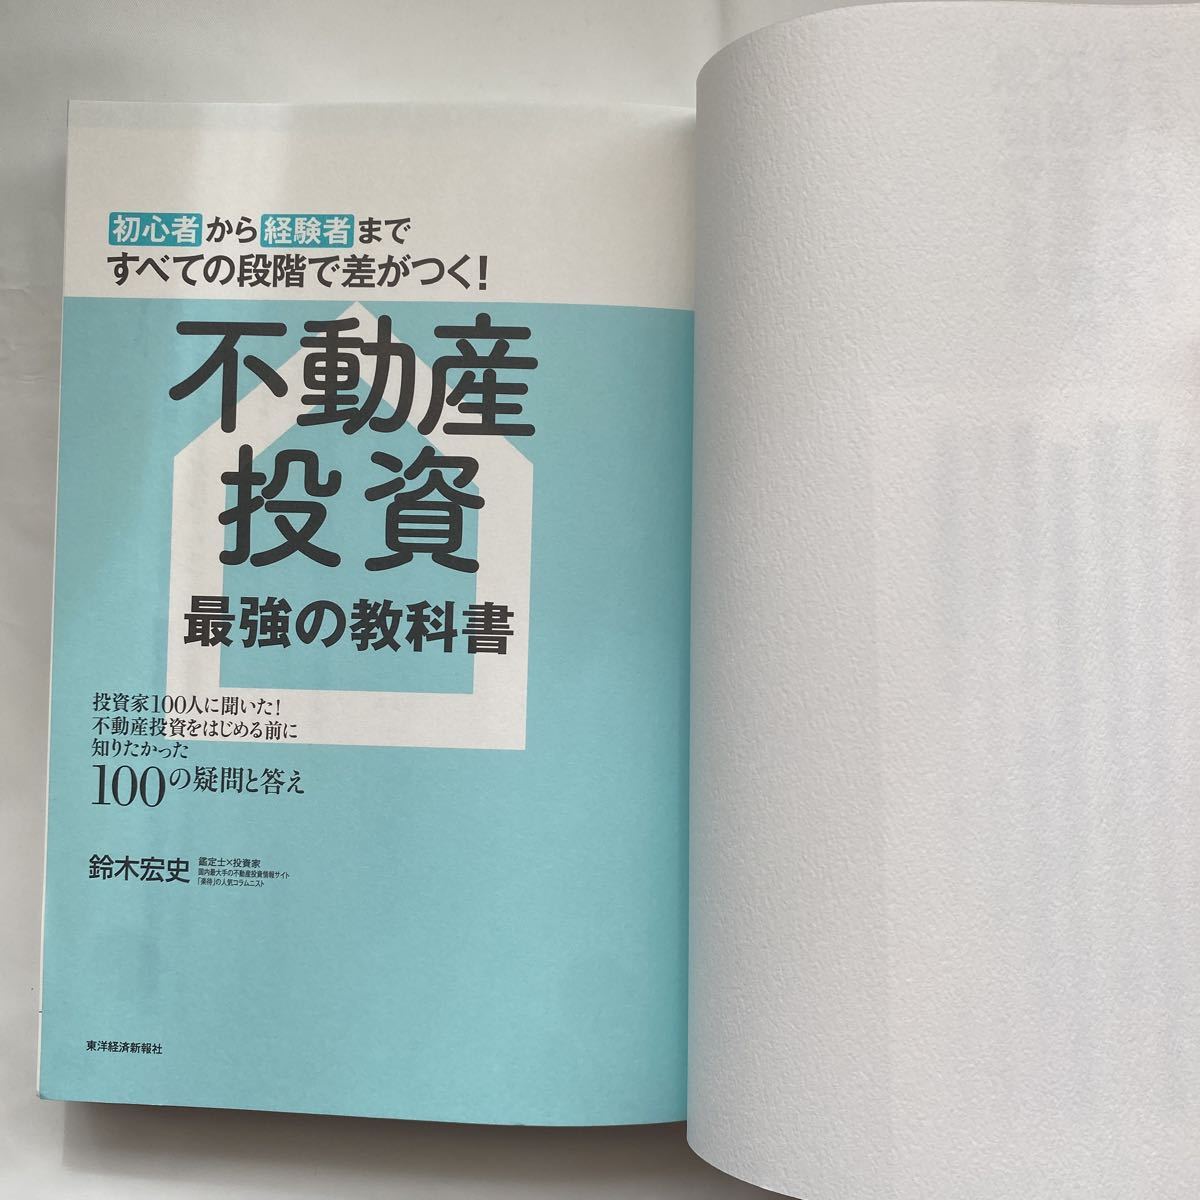 初心者から経験者まで
すべての段階で差がつく!
不動産
投資
最強の教科書
投資家100人に聞いた!
不動産投資をはじめる前に
知りたかった
100の疑問と答え
鈴木宏史
鑑定士×投資家
国内最大手の不動産投資情報サイト
「楽待」の人気コラムニスト
東洋経済新報社